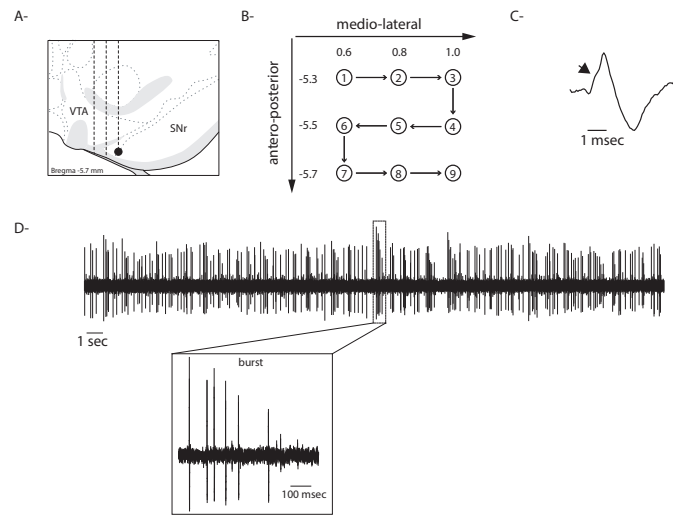 A-
VTA
SNr
Bregma -5.7 mm
B-
medio-lateral
0.6 0.8 1.0
antero-posterior
-5.3 1 2 3
-5.5 6 5 4
-5.7 7 8 9
C-
1 msec
D-
1 sec
burst
100 msec